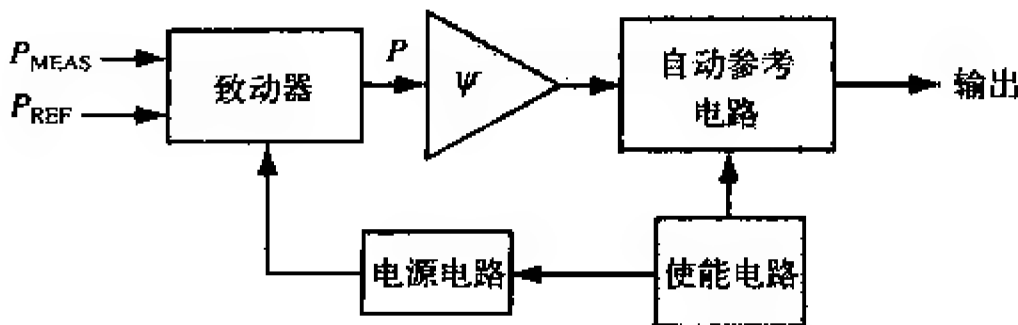 P_MEAS
P_REF
致动器
P
Ψ
自动参考
电路
输出
电源电路
使能电路